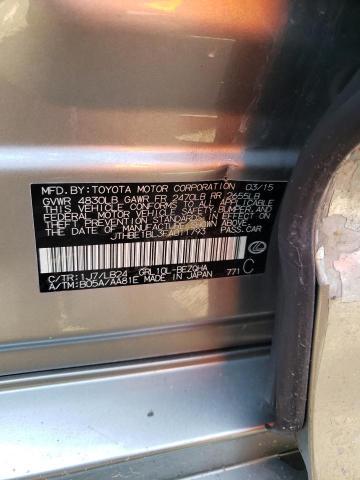 MFD. BY: TOYOTA MOTOR CORPORATION 03/15
GVWR 4830LB GAWR FR 2470LB RR 2655LB
THIS VEHICLE CONFORMS TO ALL APPLICABLE
FEDERAL MOTOR VEHICLE SAFETY, BUMPER, AND
THEFT PREVENTION STANDARDS IN EFFECT ON THE
DATE OF MANUFACTURE SHOWN ABOVE.
PASS.CAR
C/TR: 1J7/LB24 GRL10L-BEZQHA
A/TM: B05A/AA81E MADE IN JAPAN 771 C